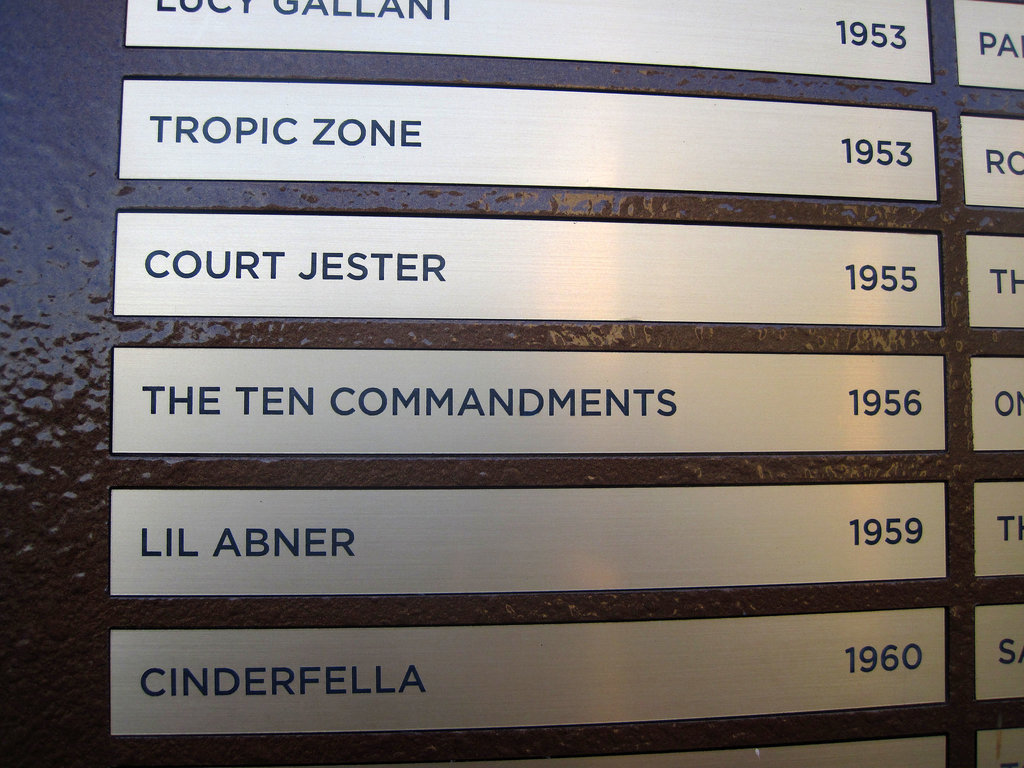 LUCY GALLANT 1953
TROPIC ZONE 1953
COURT JESTER 1955
THE TEN COMMANDMENTS 1956
LIL ABNER 1959
CINDERFELLA 1960